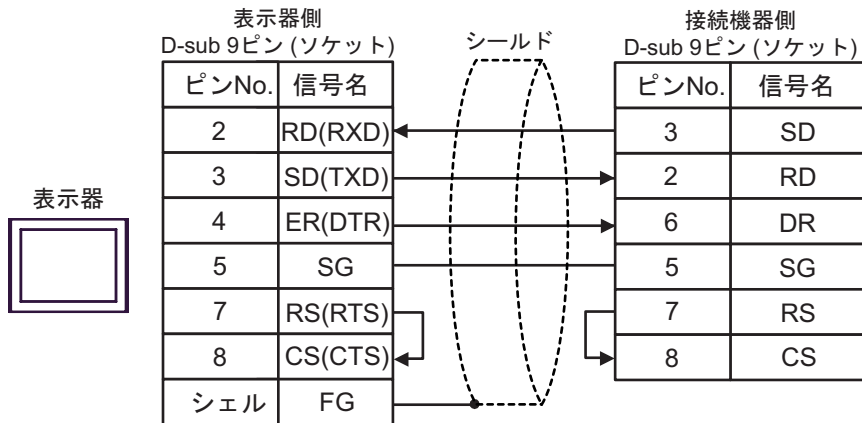 表示器側
D-sub 9ピン (ソケット)
シールド
接続機器側
D-sub 9ピン (ソケット)
ピンNo. 信号名
2 RD(RXD)
3 SD(TXD)
4 ER(DTR)
5 SG
7 RS(RTS)
8 CS(CTS)
シェル FG
ピンNo. 信号名
3 SD
2 RD
6 DR
5 SG
7 RS
8 CS
表示器